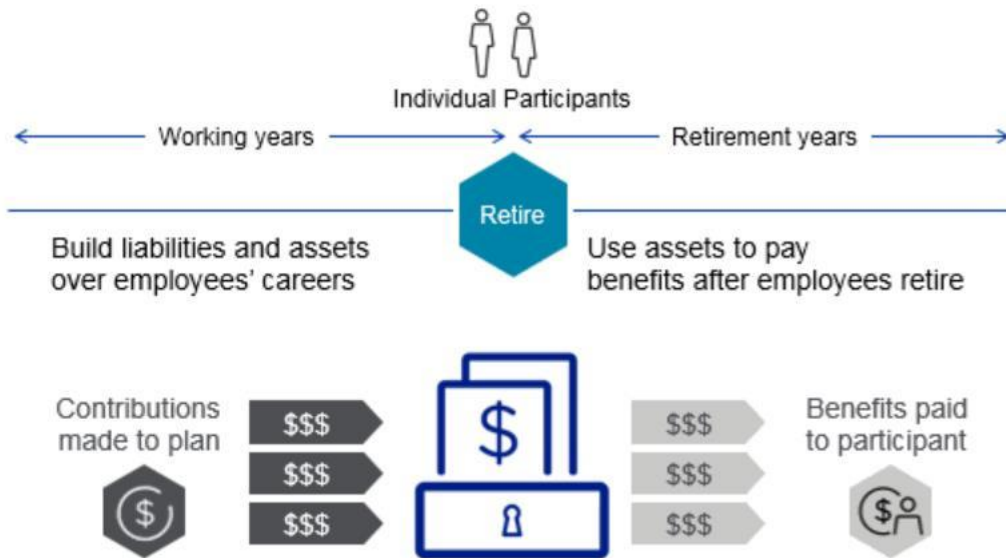 Individual Participants
Working years
Retirement years
Retire
Build liabilities and assets
over employees’ careers
Use assets to pay
benefits after employees retire
Contributions
made to plan
$
$$$
$$$
$$$
$
$$$
$$$
$$$
Benefits paid
to participant
$